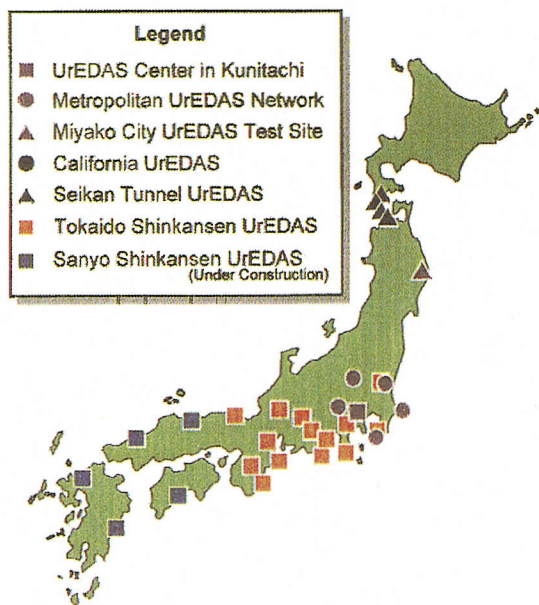 Legend
UrEDAS Center in Kunitachi
Metropolitan UrEDAS Network
Miyako City UrEDAS Test Site
California UrEDAS
Seikan Tunnel UrEDAS
Tokaido Shinkansen UrEDAS
Sanyo Shinkansen UrEDAS
(Under Construction)